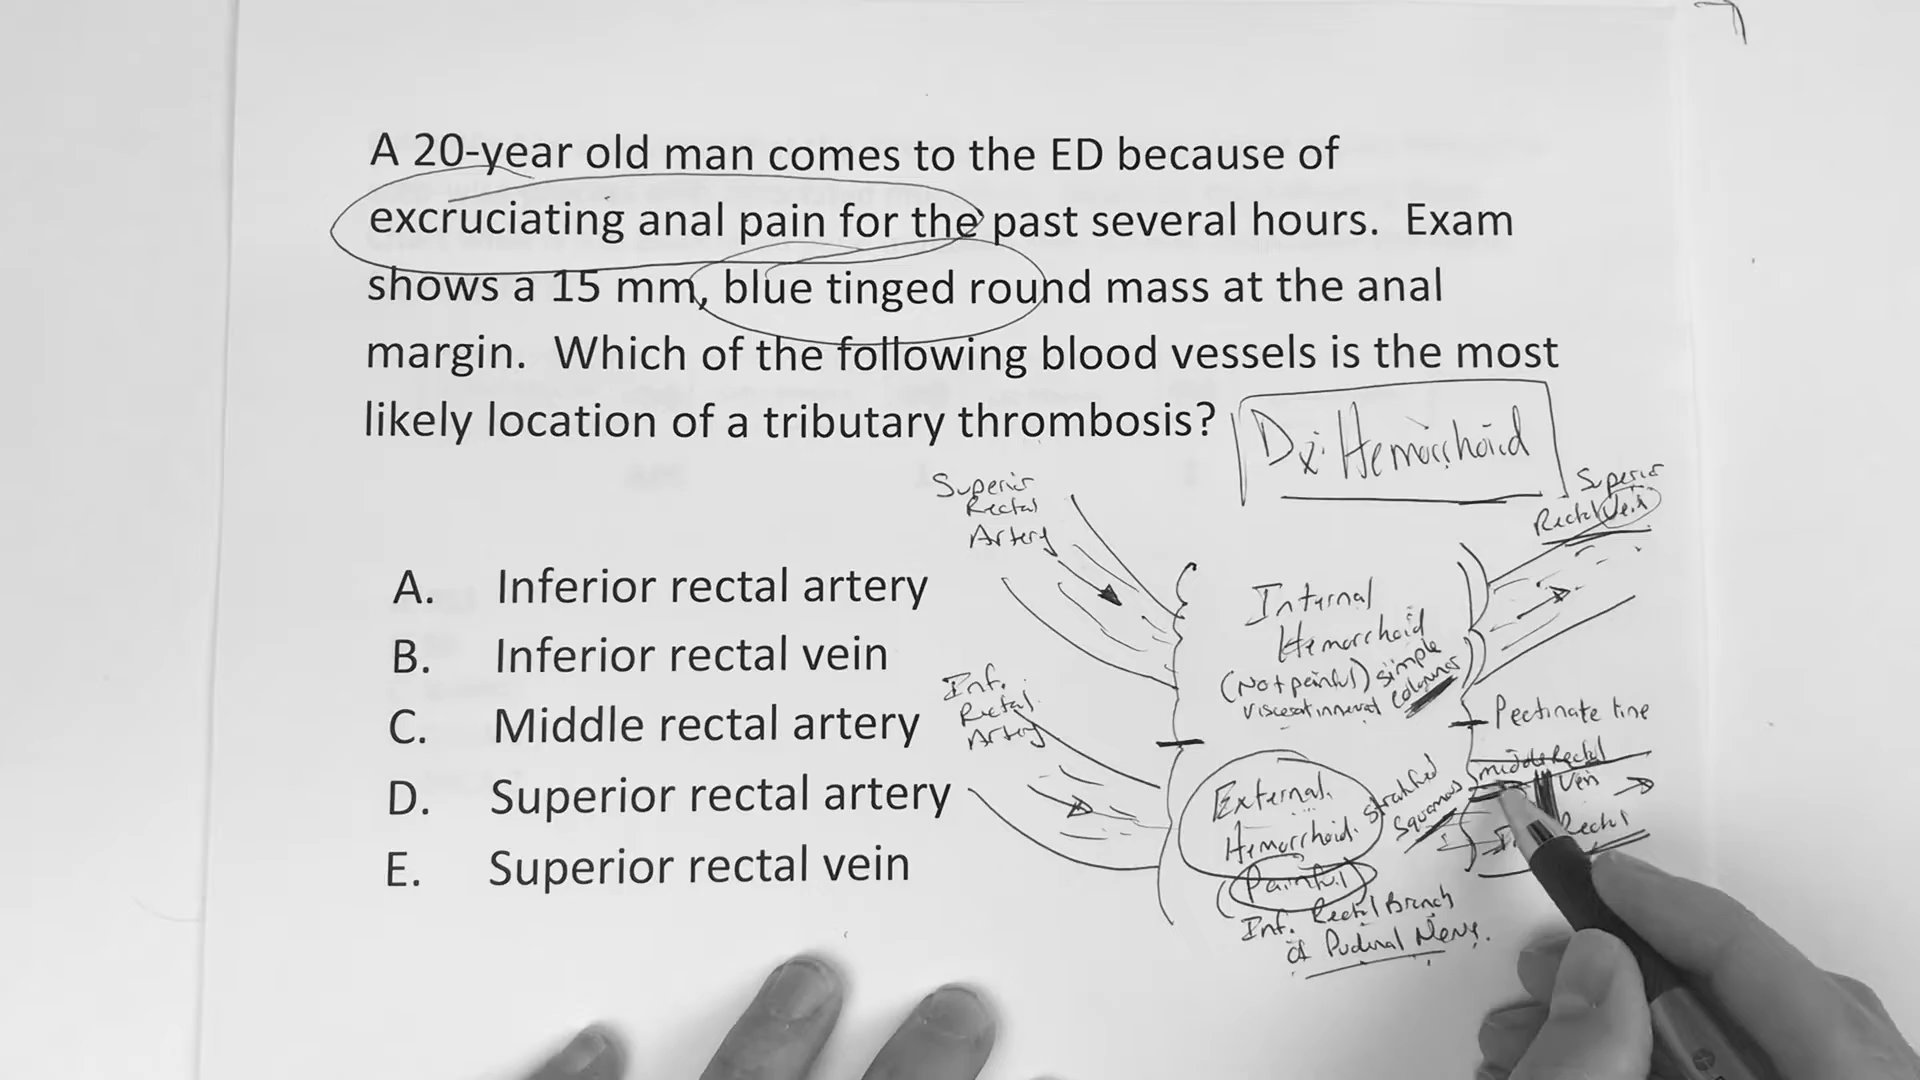 A 20-year old man comes to the ED because of
excruciating anal pain for the past several hours. Exam
shows a 15 mm, blue tinged round mass at the anal
margin. Which of the following blood vessels is the most
likely location of a tributary thrombosis?
Dx: Hemorrhoid
A. Inferior rectal artery
B. Inferior rectal vein
C. Middle rectal artery
D. Superior rectal artery
E. Superior rectal vein
Superior
Rectal
Artery
Superior
Rectal Vein
Internal
Hemorrhoid
(Not painful) simple
columnar
Inf.
Rectal
Artery
Pectinate line
middle Rectal
Vein
External
Hemorrhoid
stratified
squamous
Rectal
Painful
Inf. Rectal Branch
of Pudenal Nerve.